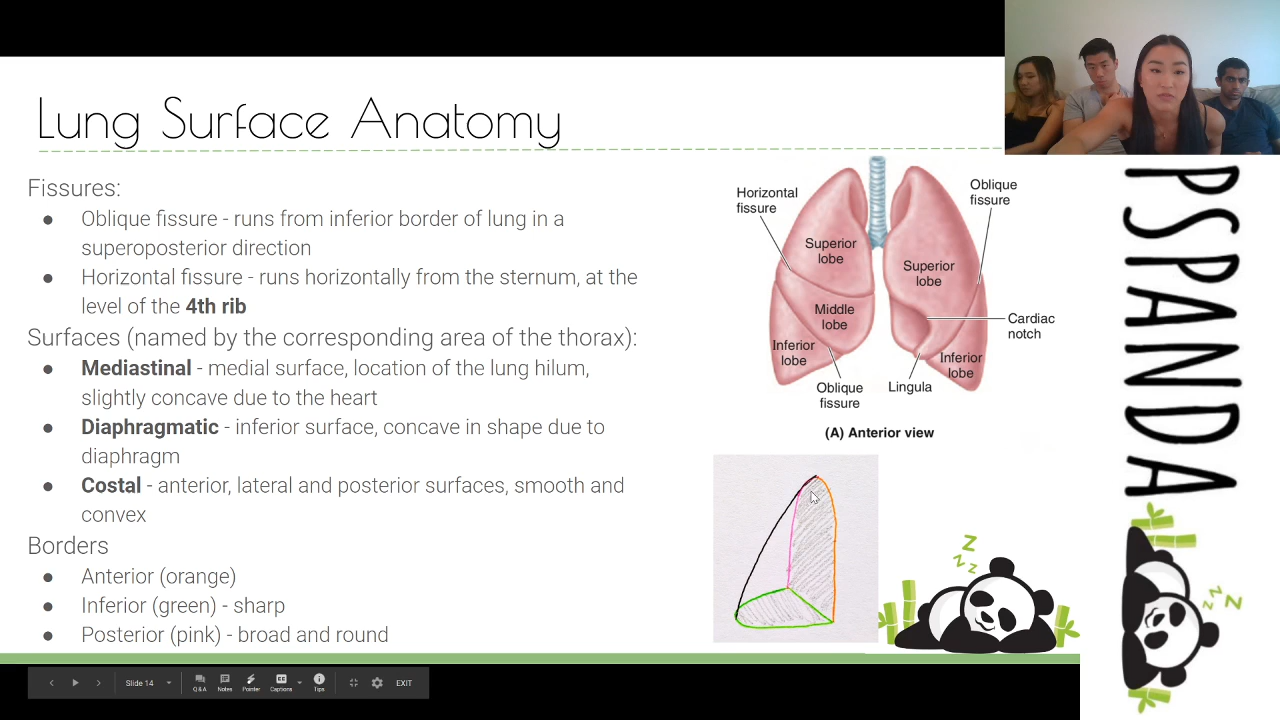 Lung Surface Anatomy
Fissures:
● Oblique fissure - runs from inferior border of lung in a
superoposterior direction
● Horizontal fissure - runs horizontally from the sternum, at the
level of the 4th rib
Surfaces (named by the corresponding area of the thorax):
● Mediastinal - medial surface, location of the lung hilum,
slightly concave due to the heart
● Diaphragmatic - inferior surface, concave in shape due to
diaphragm
● Costal - anterior, lateral and posterior surfaces, smooth and
convex
Borders
● Anterior (orange)
● Inferior (green) - sharp
● Posterior (pink) - broad and round
Horizontal
fissure
Oblique
fissure
Superior
lobe
Superior
lobe
Middle
lobe
Cardiac
notch
Inferior
lobe
Inferior
lobe
Oblique
fissure
Lingula
(A) Anterior view
Z
Z
Z Z
PSPANDA
Z
Z
Z Z
Slide 14
Q&A
Notes
Pointer
Captions
Tips
EXIT